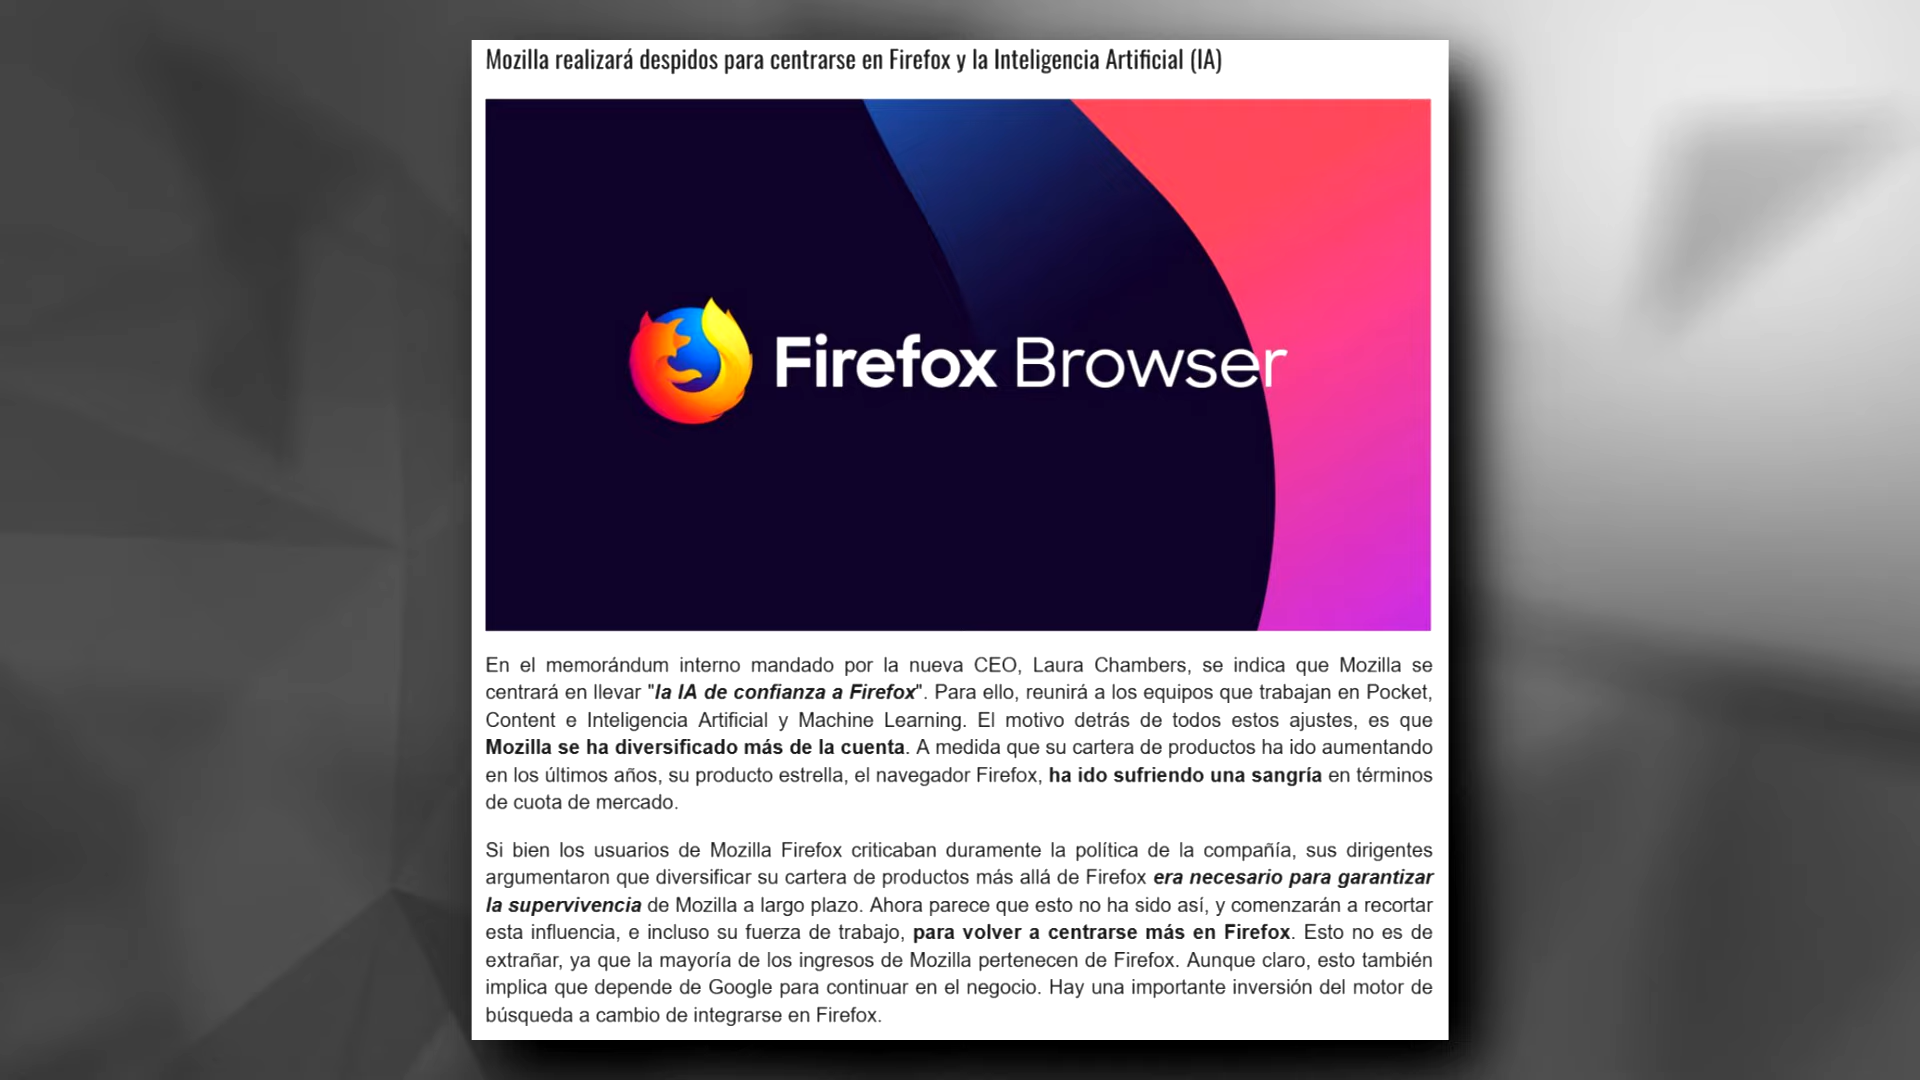 Mozilla realizará despidos para centrarse en Firefox y la Inteligencia Artificial (IA)
Firefox Browser
En el memorándum interno mandado por la nueva CEO, Laura Chambers, se indica que Mozilla se
centrará en llevar "la IA de confianza a Firefox". Para ello, reunirá a los equipos que trabajan en Pocket,
Content e Inteligencia Artificial y Machine Learning. El motivo detrás de todos estos ajustes, es que
Mozilla se ha diversificado más de la cuenta. A medida que su cartera de productos ha ido aumentando
en los últimos años, su producto estrella, el navegador Firefox, ha ido sufriendo una sangría en términos
de cuota de mercado.
Si bien los usuarios de Mozilla Firefox criticaban duramente la política de la compañía, sus dirigentes
argumentaron que diversificar su cartera de productos más allá de Firefox era necesario para garantizar
la supervivencia de Mozilla a largo plazo. Ahora parece que esto no ha sido así, y comenzarán a recortar
esta influencia, e incluso su fuerza de trabajo, para volver a centrarse más en Firefox. Esto no es de
extrañar, ya que la mayoría de los ingresos de Mozilla pertenecen de Firefox. Aunque claro, esto también
implica que depende de Google para continuar en el negocio. Hay una importante inversión del motor de
búsqueda a cambio de integrarse en Firefox.